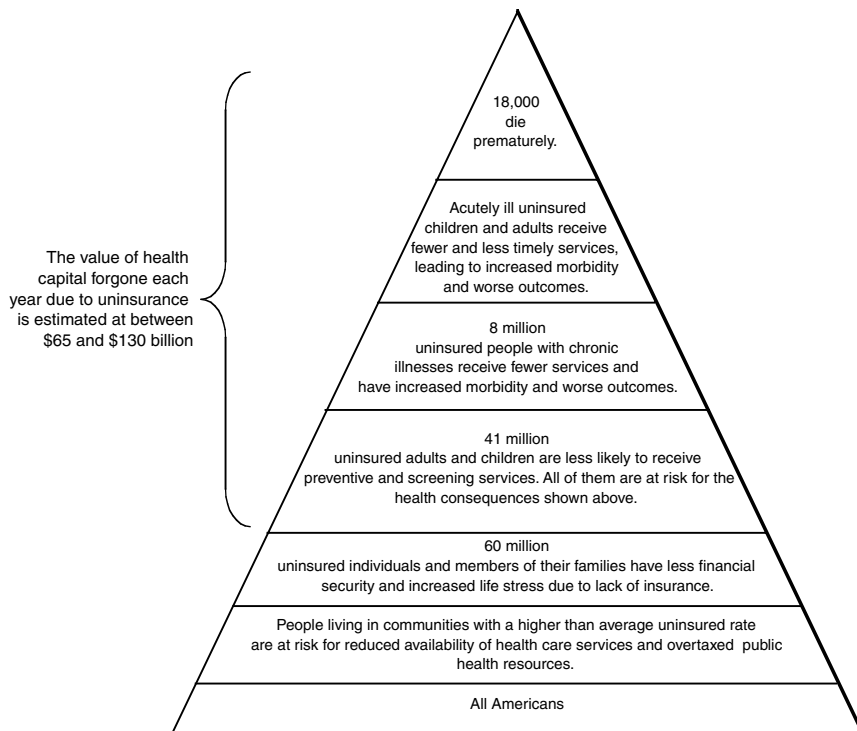 18,000
die
prematurely.
Acutely ill uninsured
children and adults receive
fewer and less timely services,
leading to increased morbidity
and worse outcomes.
The value of health
capital forgone each
year due to uninsurance
is estimated at between
$65 and $130 billion
8 million
uninsured people with chronic
illnesses receive fewer services and
have increased morbidity and worse outcomes.
41 million
uninsured adults and children are less likely to receive
preventive and screening services. All of them are at risk for the
health consequences shown above.
60 million
uninsured individuals and members of their families have less financial
security and increased life stress due to lack of insurance.
People living in communities with a higher than average uninsured rate
are at risk for reduced availability of health care services and overtaxed public
health resources.
All Americans